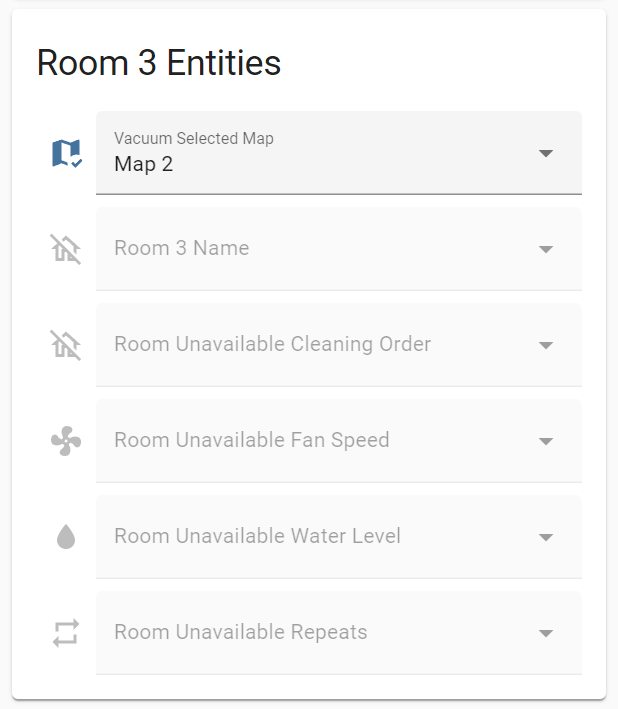 Room 3 Entities
Vacuum Selected Map
Map 2
Room 3 Name
Room Unavailable Cleaning Order
Room Unavailable Fan Speed
Room Unavailable Water Level
Room Unavailable Repeats